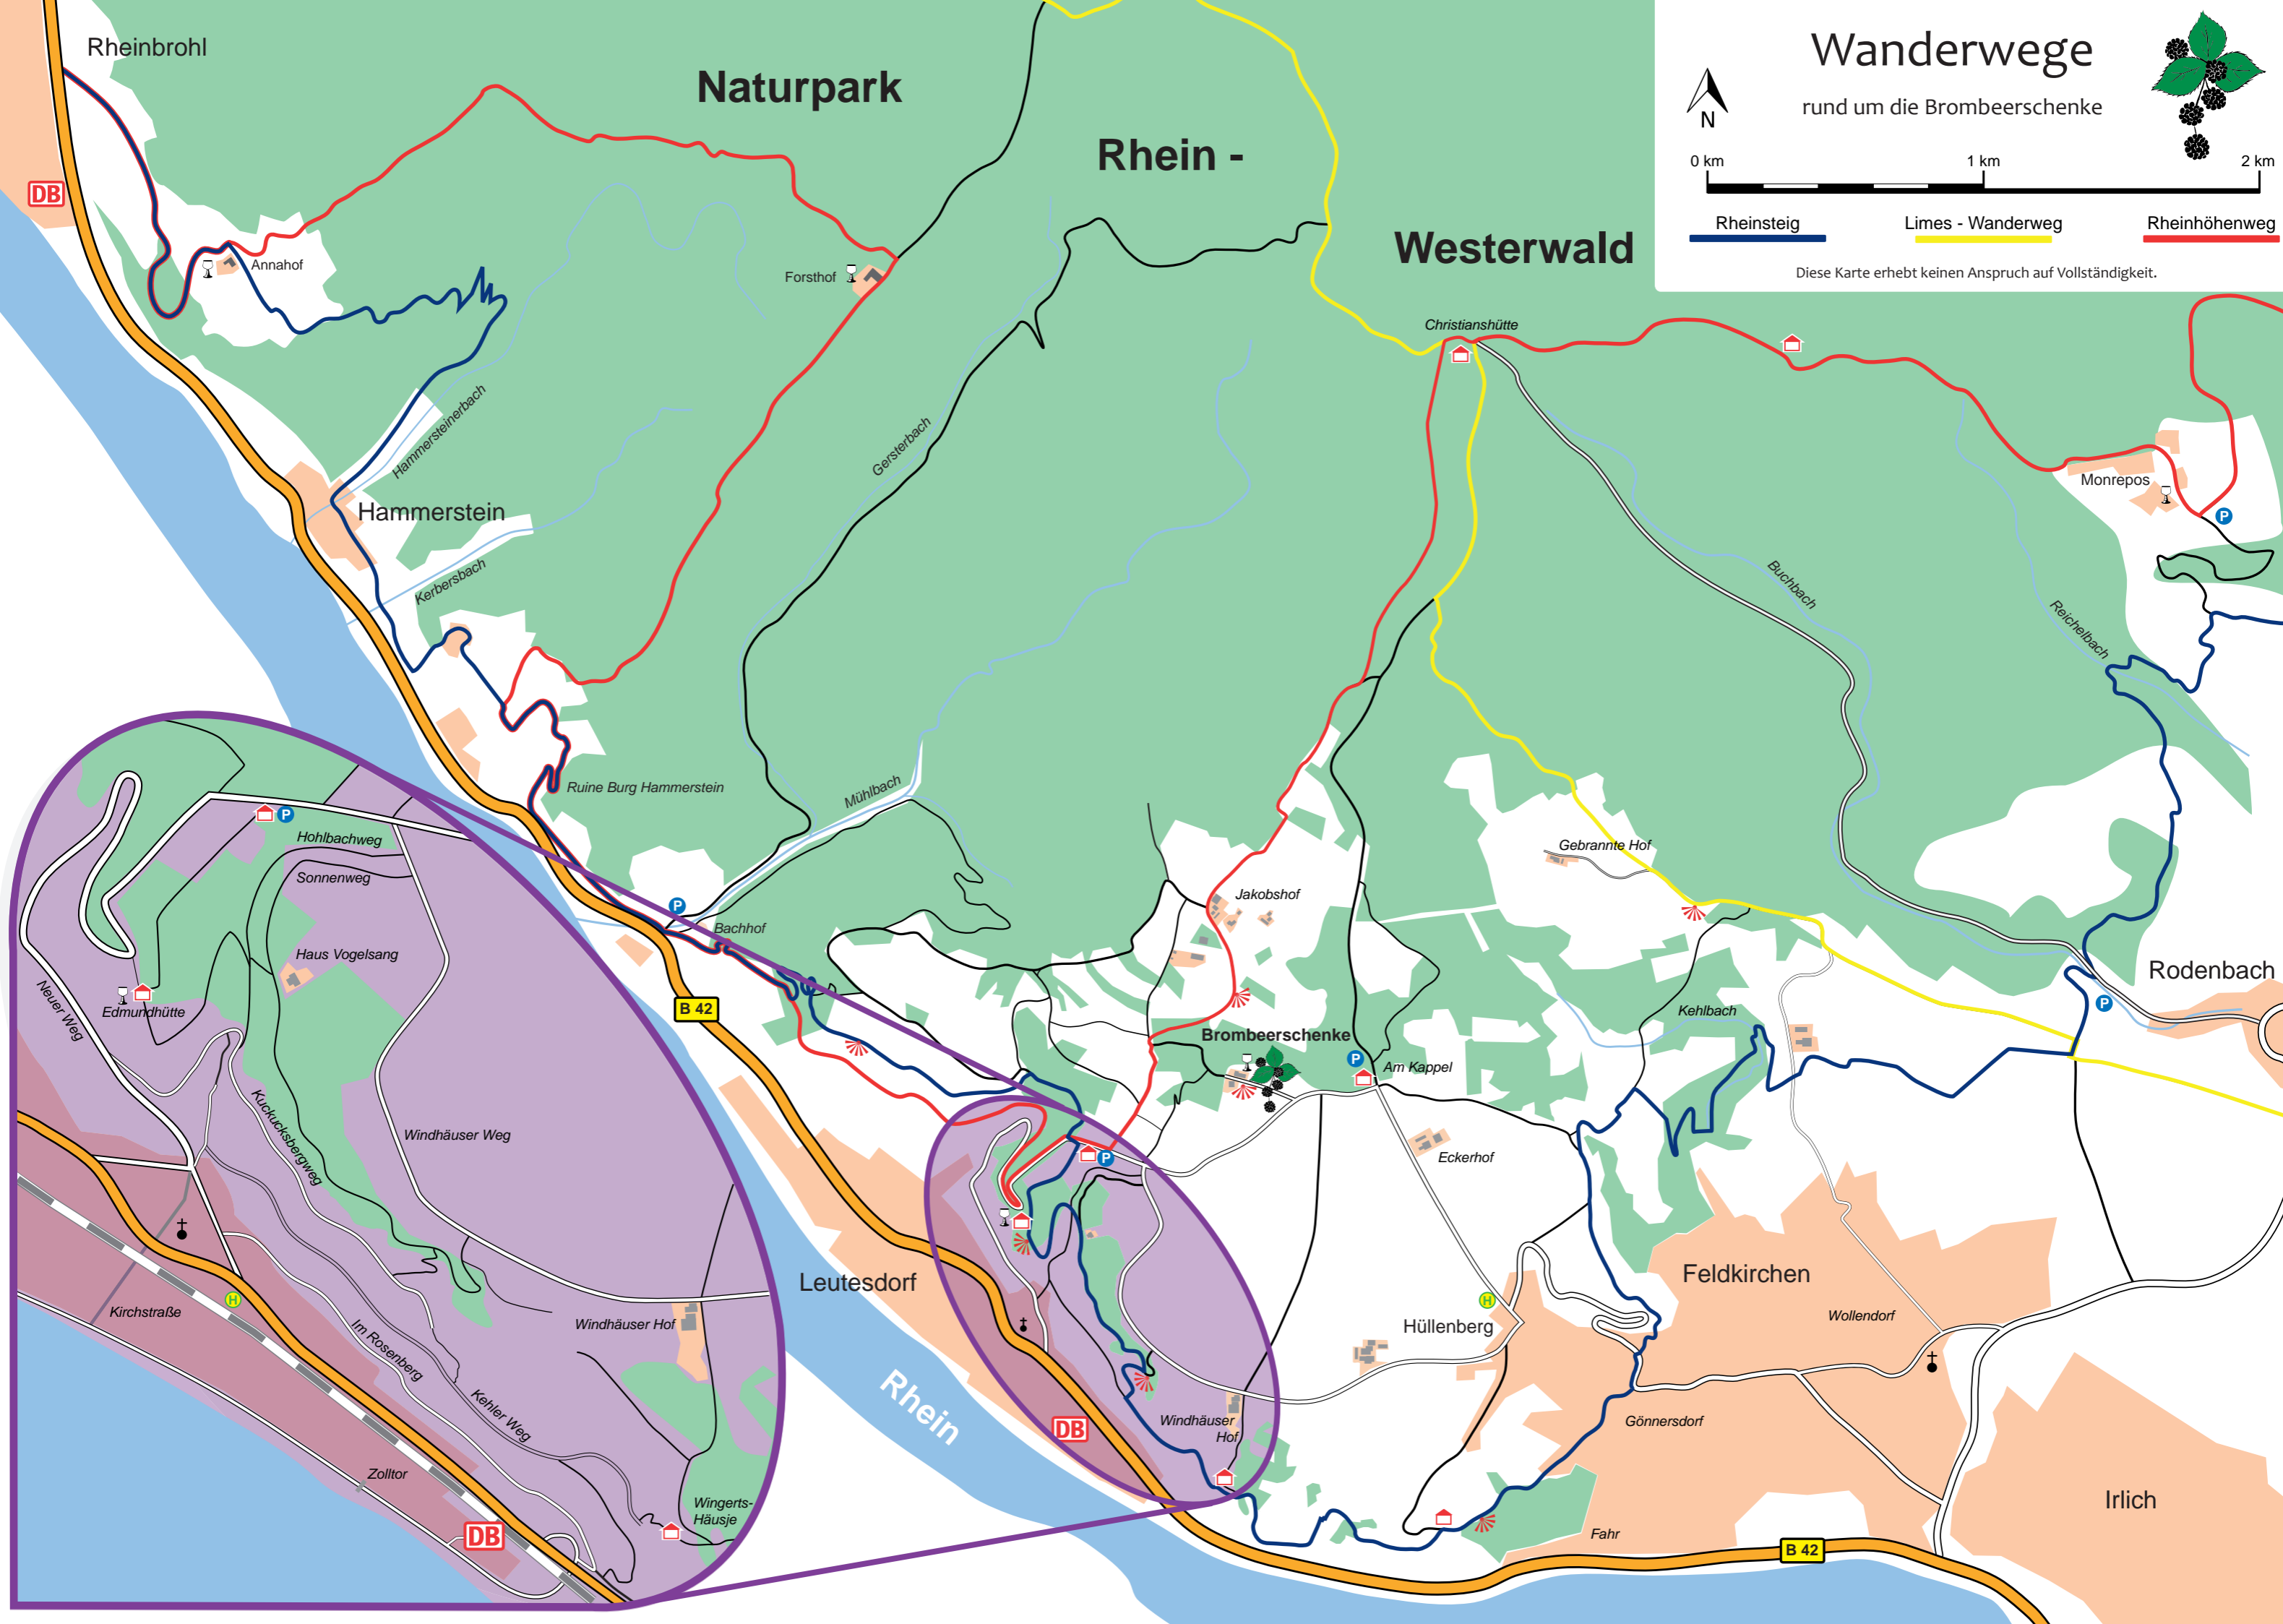 Wanderwege
rund um die Brombeerschenke
N
0 km
1 km
2 km
Rheinsteig
Limes - Wanderweg
Rheinhöhenweg
Diese Karte erhebt keinen Anspruch auf Vollständigkeit.
Rheinbrohl
Naturpark
Rhein -
Westerwald
DB
Annahof
Forsthof
Christianshütte
Hammersteinerbach
Gersterbach
Monrepos
P
Hammerstein
Kerbersbach
Buchbach
Reichelbach
Ruine Burg Hammerstein
Mühlbach
P
Hohlbachweg
Gebrannte Hof
Sonnenweg
Jakobshof
P
Bachhof
Haus Vogelsang
Rodenbach
Neuer Weg
Edmundhütte
B 42
P
Kehlbach
Brombeerschenke
P
Am Kappel
Kuckucksbergweg
Windhäuser Weg
Eckerhof
P
Leutesdorf
Feldkirchen
H
H
Kirchstraße
Windhäuser Hof
Hüllenberg
Wollendorf
Im Rosenberg
Rhein
Kehler Weg
Windhäuser
Hof
DB
Gönnersdorf
Zolltor
Wingerts-
Häusje
DB
Irlich
Fahr
B 42